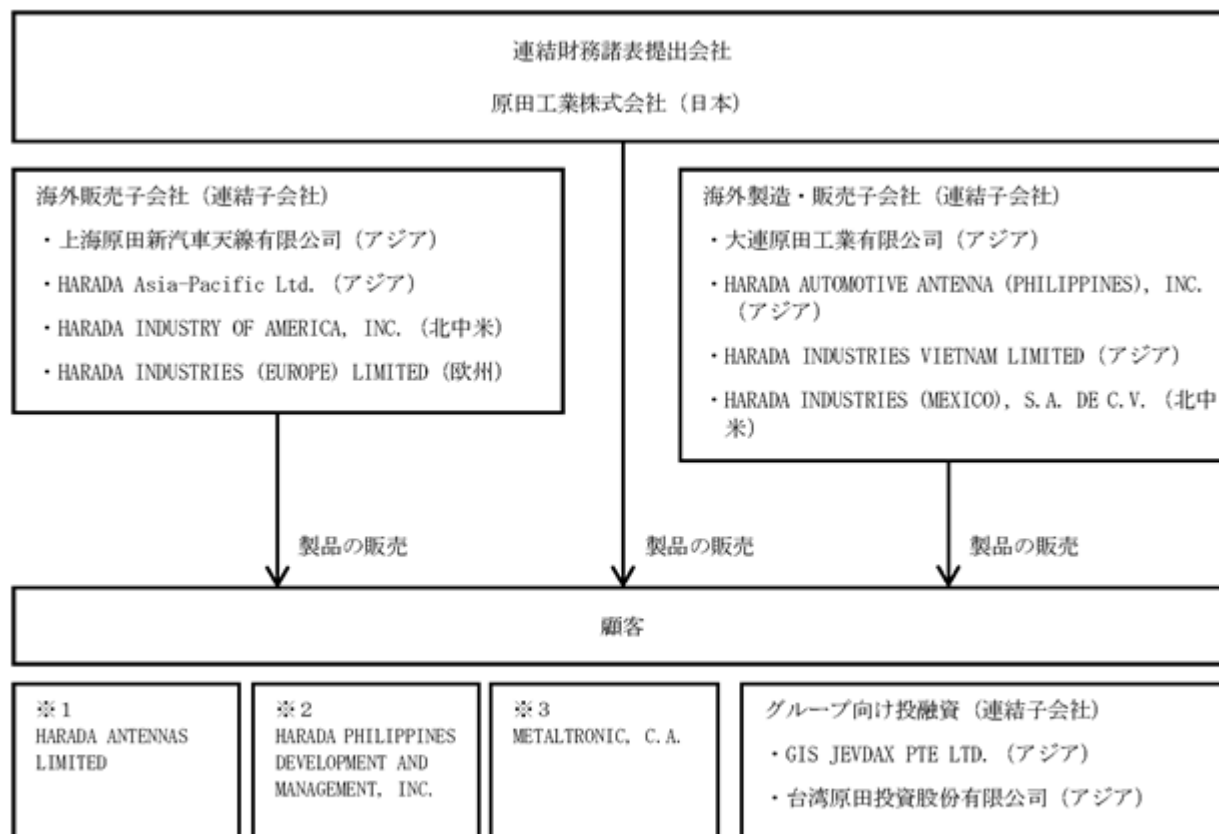 連結財務諸表提出会社
原田工業株式会社（日本）
海外販売子会社（連結子会社）
・上海原田新汽車天線有限公司（アジア）
・HARADA Asia-Pacific Ltd.（アジア）
・HARADA INDUSTRY OF AMERICA, INC.（北中米）
・HARADA INDUSTRIES (EUROPE) LIMITED（欧州）
海外製造・販売子会社（連結子会社）
・大連原田工業有限公司（アジア）
・HARADA AUTOMOTIVE ANTENNA (PHILIPPINES), INC.
（アジア）
・HARADA INDUSTRIES VIETNAM LIMITED（アジア）
・HARADA INDUSTRIES (MEXICO), S.A. DE C.V.（北中
米）
製品の販売
製品の販売
製品の販売
顧客
※１
HARADA ANTENNAS
LIMITED
※２
HARADA PHILIPPINES
DEVELOPMENT AND
MANAGEMENT, INC.
※３
METALTRONIC, C.A.
グループ向け投融資（連結子会社）
・GIS JEVDAX PTE LTD.（アジア）
・台湾原田投資股份有限公司（アジア）